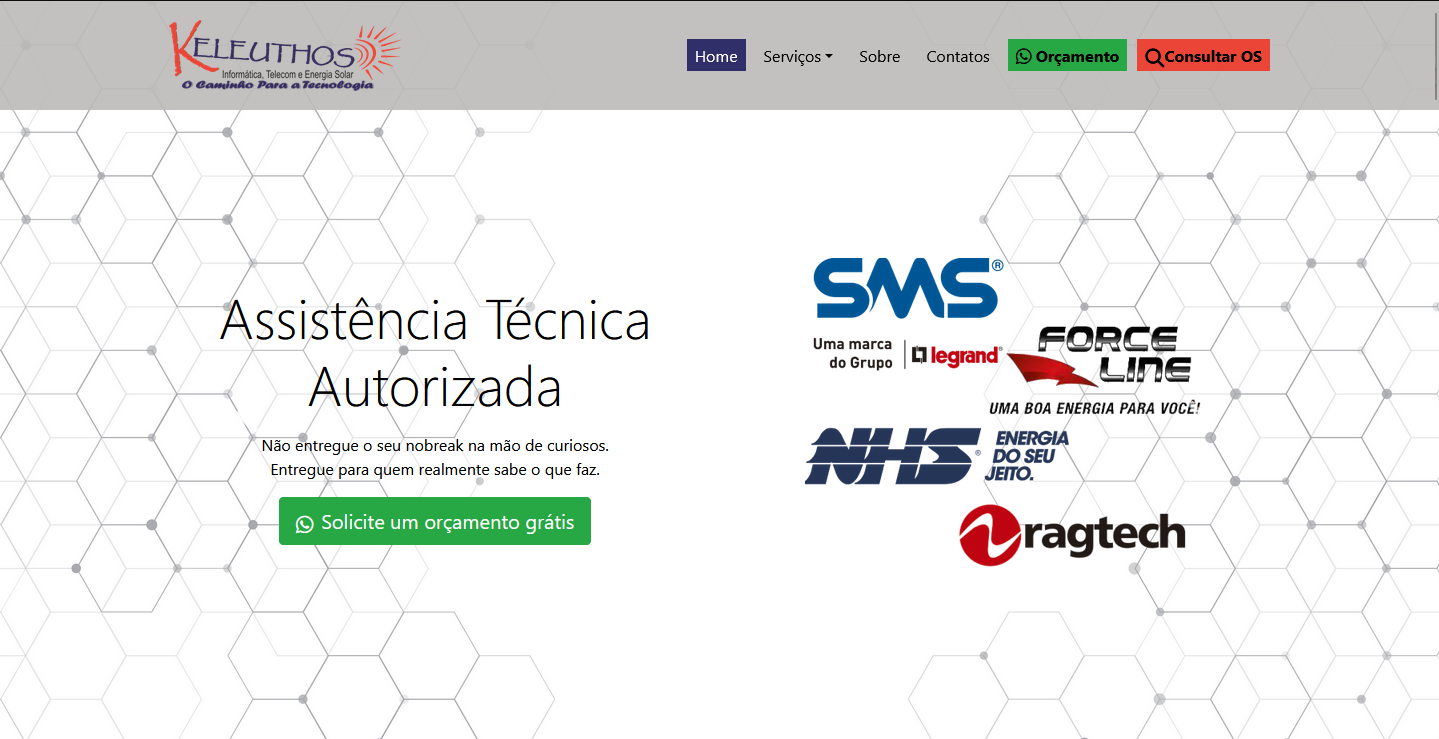 KELEUTHOS
Informática, Telecom e Energia Solar
O Caminho Para a Tecnologia
Home
Serviços
Sobre
Contatos
Orçamento
Consultar OS
Assistência Técnica
Autorizada
Não entregue o seu nobreak na mão de curiosos.
Entregue para quem realmente sabe o que faz.
Solicite um orçamento grátis
SMS®
Uma marca
do Grupo
legrand®
FORCE
LINE
UMA BOA ENERGIA PARA VOCÊ!
NHS®
ENERGIA
DO SEU
JEITO.
ragtech